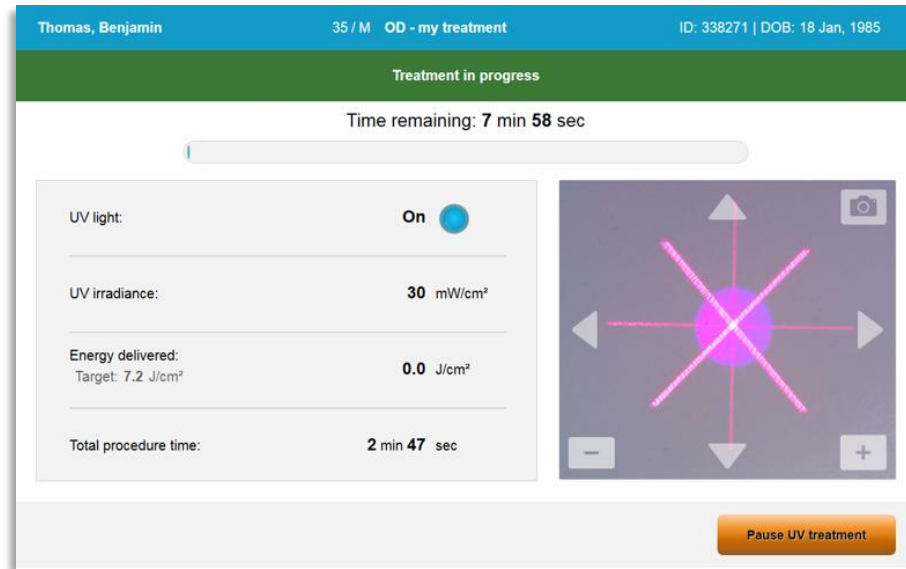 Thomas, Benjamin 35 / M OD - my treatment ID: 338271 | DOB: 18 Jan, 1985
Treatment in progress
Time remaining: 7 min 58 sec
UV light: On
UV irradiance: 30 mW/cm²
Energy delivered:
Target: 7.2 J/cm²
0.0 J/cm²
Total procedure time: 2 min 47 sec
− +
Pause UV treatment